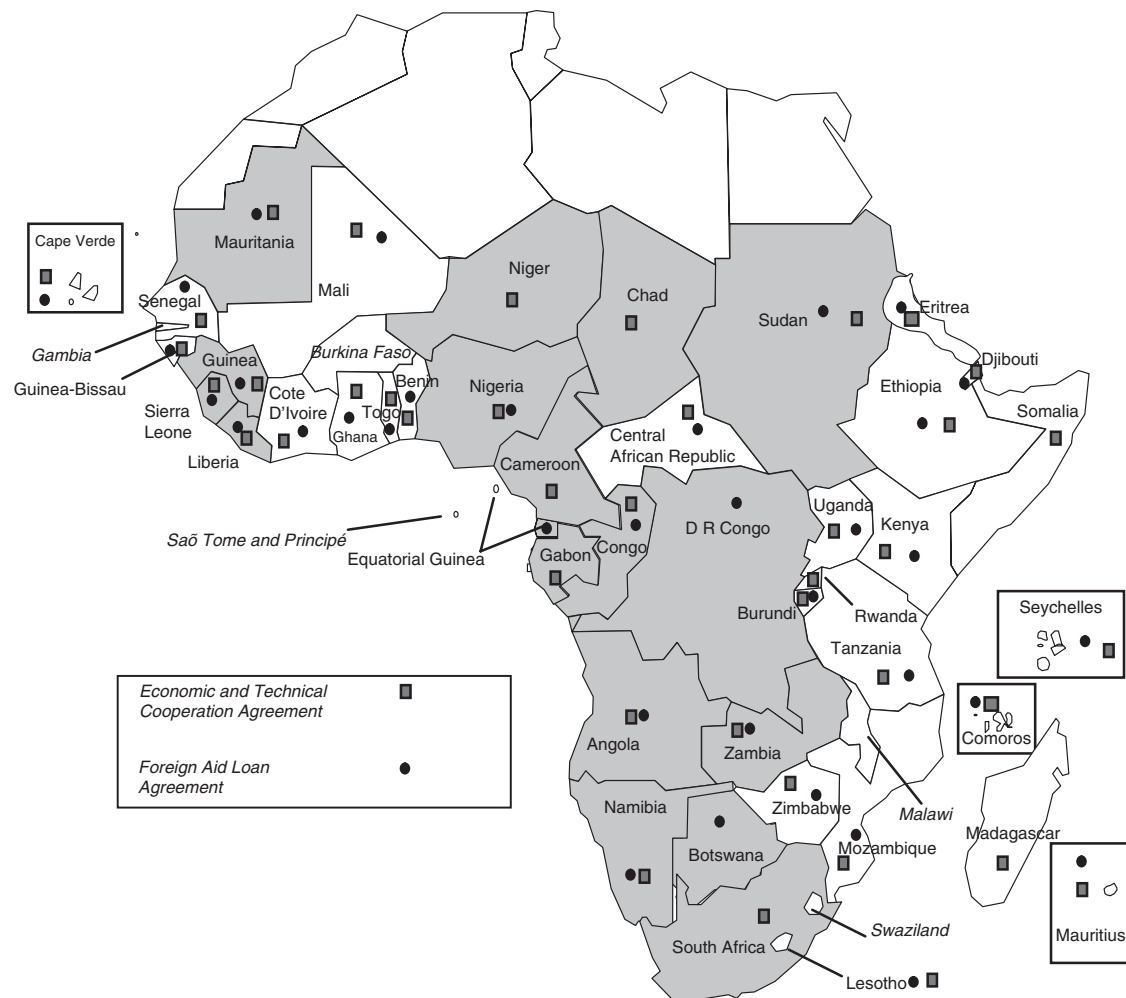 Cape Verde
Mauritania
Mali
Niger
Chad
Sudan
Eritrea
Senegal
Gambia
Guinea-Bissau
Guinea
Burkina Faso
Benin
Nigeria
Djibouti
Ethiopia
Somalia
Sierra
Leone
Cote
D'Ivoire
Togo
Ghana
Liberia
Central
African Republic
Cameroon
Saõ Tome and Principé
Equatorial Guinea
Gabon
Congo
D R Congo
Uganda
Kenya
Burundi
Rwanda
Tanzania
Seychelles
Comoros
Economic and Technical
Cooperation Agreement
Foreign Aid Loan
Agreement
Angola
Zambia
Malawi
Namibia
Zimbabwe
Botswana
Mozambique
Madagascar
Mauritius
South Africa
Swaziland
Lesotho